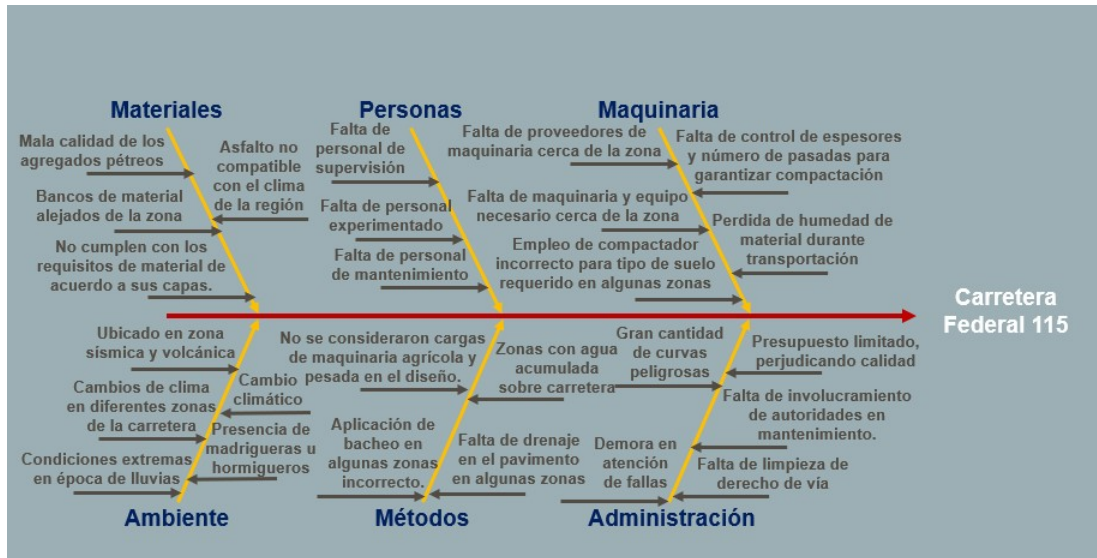 Materiales
Mala calidad de los
agregados pétreos
Asfalto no
compatible
con el clima
de la región
Bancos de material
alejados de la zona
No cumplen con los
requisitos de material de
acuerdo a sus capas.
Personas
Falta de
personal de
supervisión
Falta de personal
experimentado
Falta de personal
de mantenimiento
Maquinaria
Falta de proveedores de
maquinaria cerca de la zona
Falta de control de espesores
y número de pasadas para
garantizar compactación
Falta de maquinaria y equipo
necesario cerca de la zona
Perdida de humedad de
material durante
transportación
Empleo de compactador
incorrecto para tipo de suelo
requerido en algunas zonas
Carretera
Federal 115
Ubicado en zona
sísmica y volcánica
Cambio
climático
Cambios de clima
en diferentes zonas
de la carretera
Presencia de
madrigueras u
hormigueros
Condiciones extremas
en época de lluvias
Ambiente
No se consideraron cargas
de maquinaria agrícola y
pesada en el diseño.
Zonas con agua
acumulada
sobre carretera
Aplicación de
bacheo en
algunas zonas
incorrecto.
Falta de drenaje
en el pavimento
en algunas zonas
Métodos
Gran cantidad
de curvas
peligrosas
Presupuesto limitado,
perjudicando calidad
Falta de involucramiento
de autoridades en
mantenimiento.
Demora en
atención
de fallas
Falta de limpieza de
derecho de vía
Administración